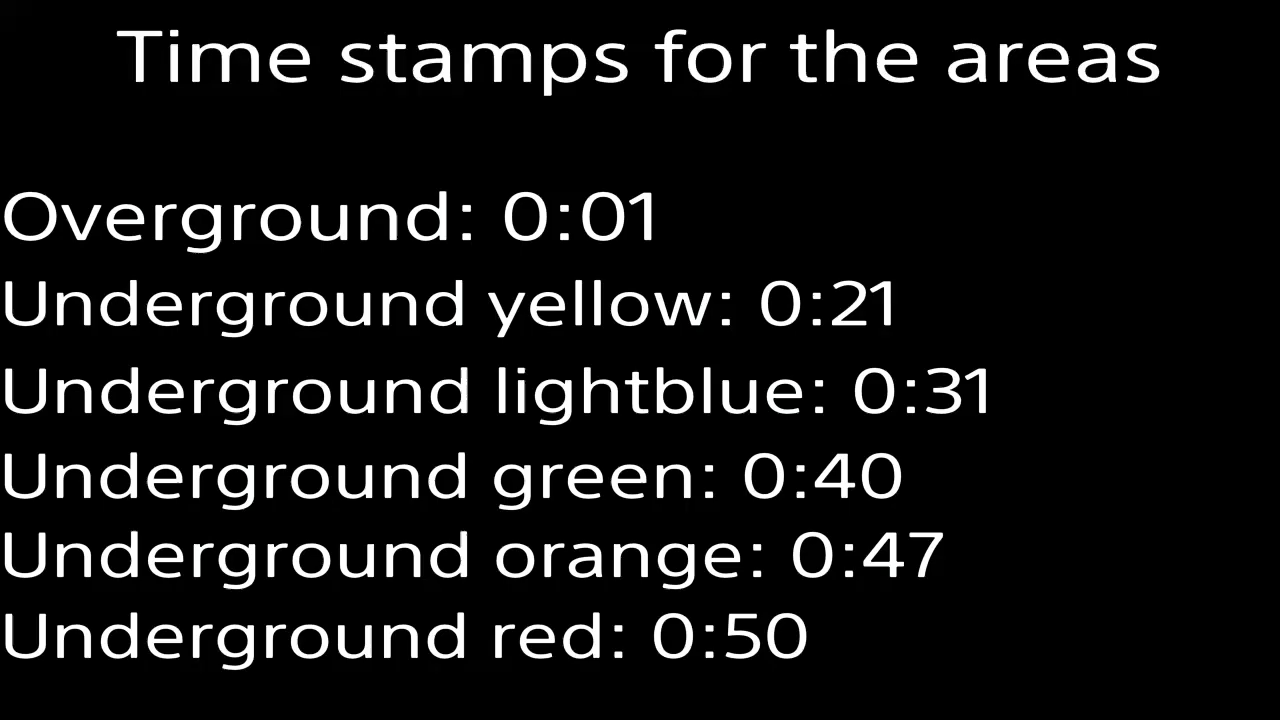 Time stamps for the areas
Overground: 0:01
Underground yellow: 0:21
Underground lightblue: 0:31
Underground green: 0:40
Underground orange: 0:47
Underground red: 0:50